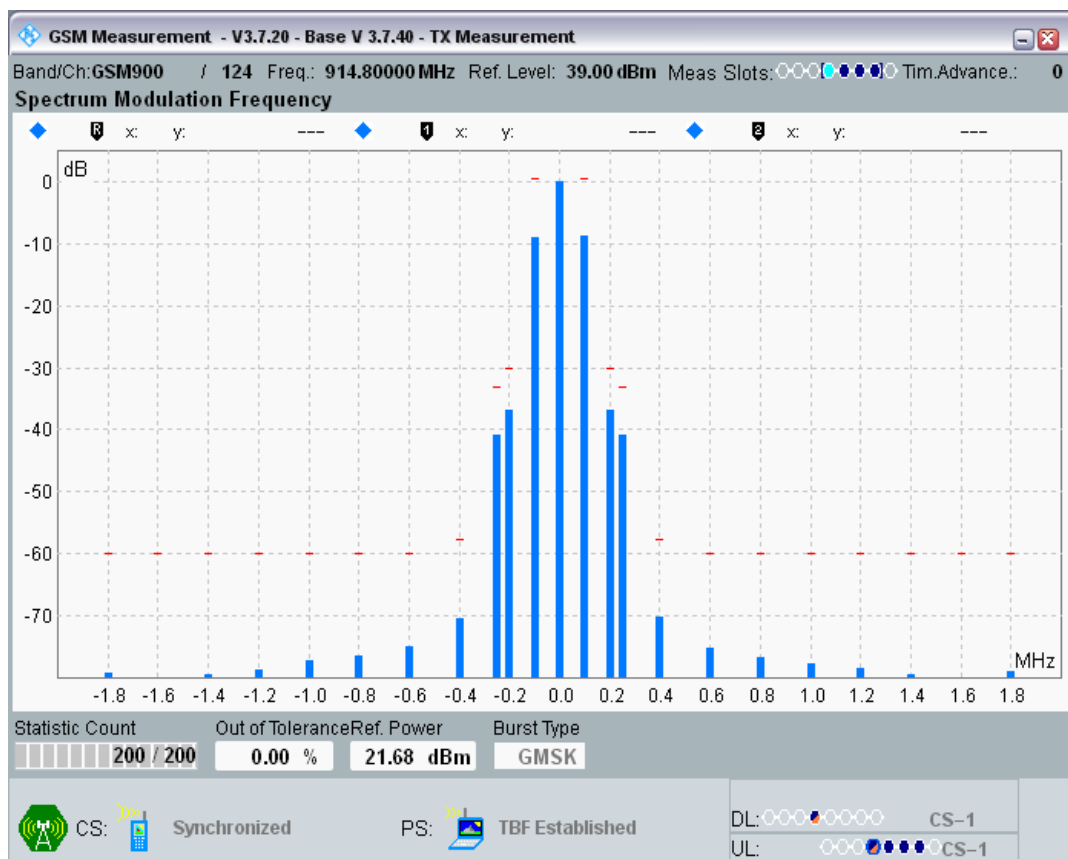 GSM Measurement - V3.7.20 - Base V 3.7.40 - TX Measurement
Band/Ch:GSM900 / 124 Freq.: 914.80000 MHz Ref. Level: 39.00 dBm Meas Slots: Tim.Advance.: 0
Spectrum Modulation Frequency
R x: y: --- 1 x: y: --- 2 x: y: ---
dB
0
-10
-20
-30
-40
-50
-60
-70
MHz
-1.8 -1.6 -1.4 -1.2 -1.0 -0.8 -0.6 -0.4 -0.2 0.0 0.2 0.4 0.6 0.8 1.0 1.2 1.4 1.6 1.8
Statistic Count Out of Tolerance Ref. Power Burst Type
200 / 200 0.00 % 21.68 dBm GMSK
CS: Synchronized PS: TBF Established
DL: CS-1
UL: CS-1